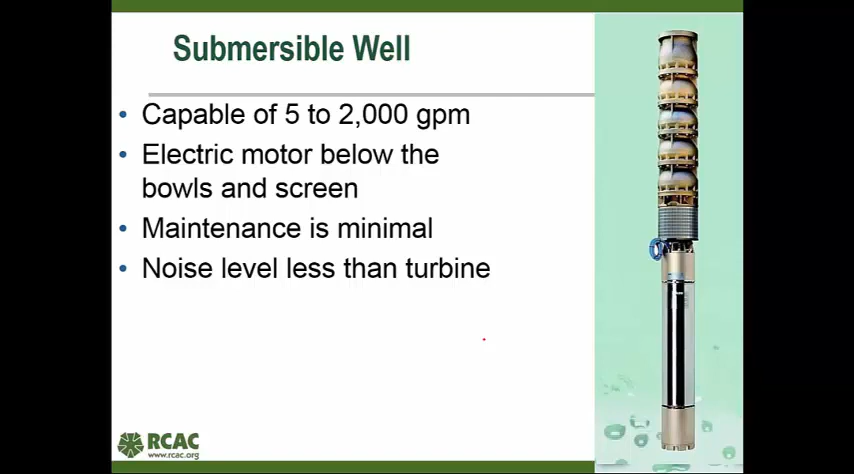 Submersible Well
• Capable of 5 to 2,000 gpm
• Electric motor below the
bowls and screen
• Maintenance is minimal
• Noise level less than turbine
RCAC
www.rcac.org